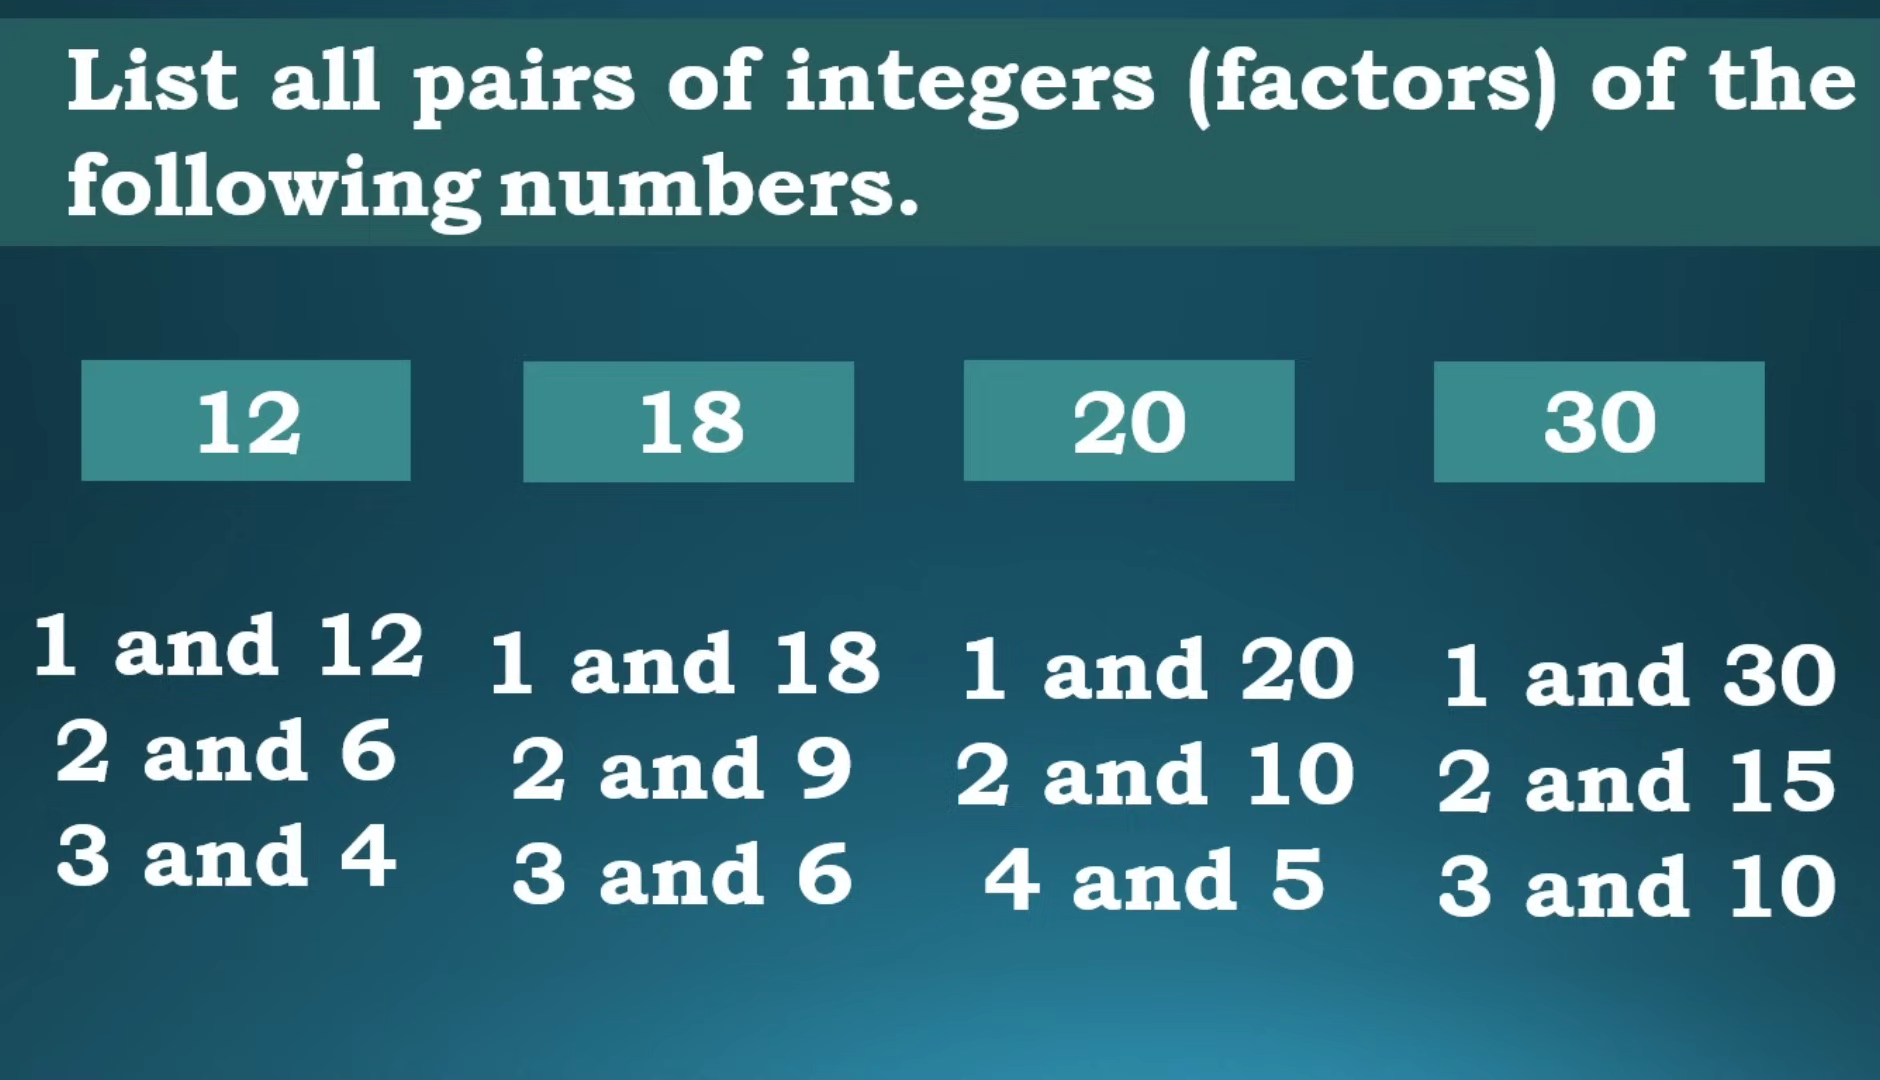 List all pairs of integers (factors) of the
following numbers.
12
18
20
30
1 and 12
2 and 6
3 and 4
1 and 18
2 and 9
3 and 6
1 and 20
2 and 10
4 and 5
1 and 30
2 and 15
3 and 10